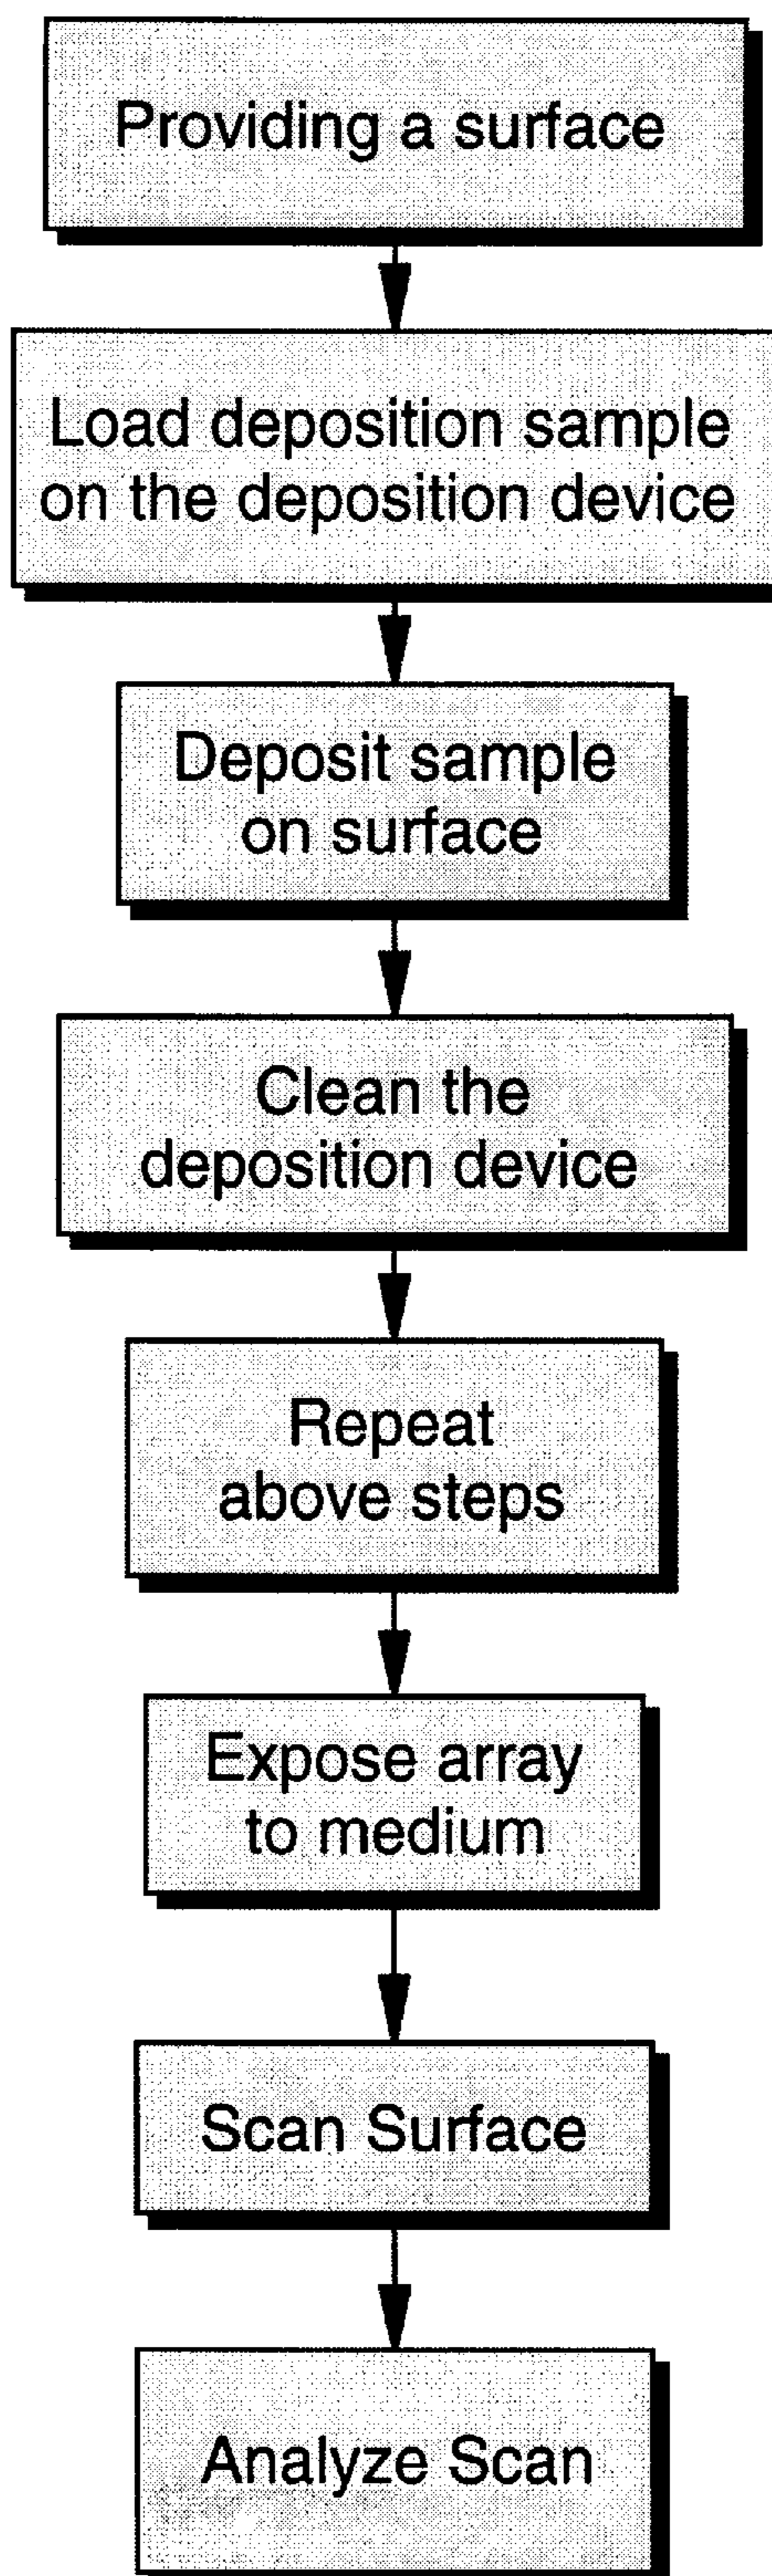 Providing a surface
Load deposition sample
on the deposition device
Deposit sample
on surface
Clean the
deposition device
Repeat
above steps
Expose array
to medium
Scan Surface
Analyze Scan